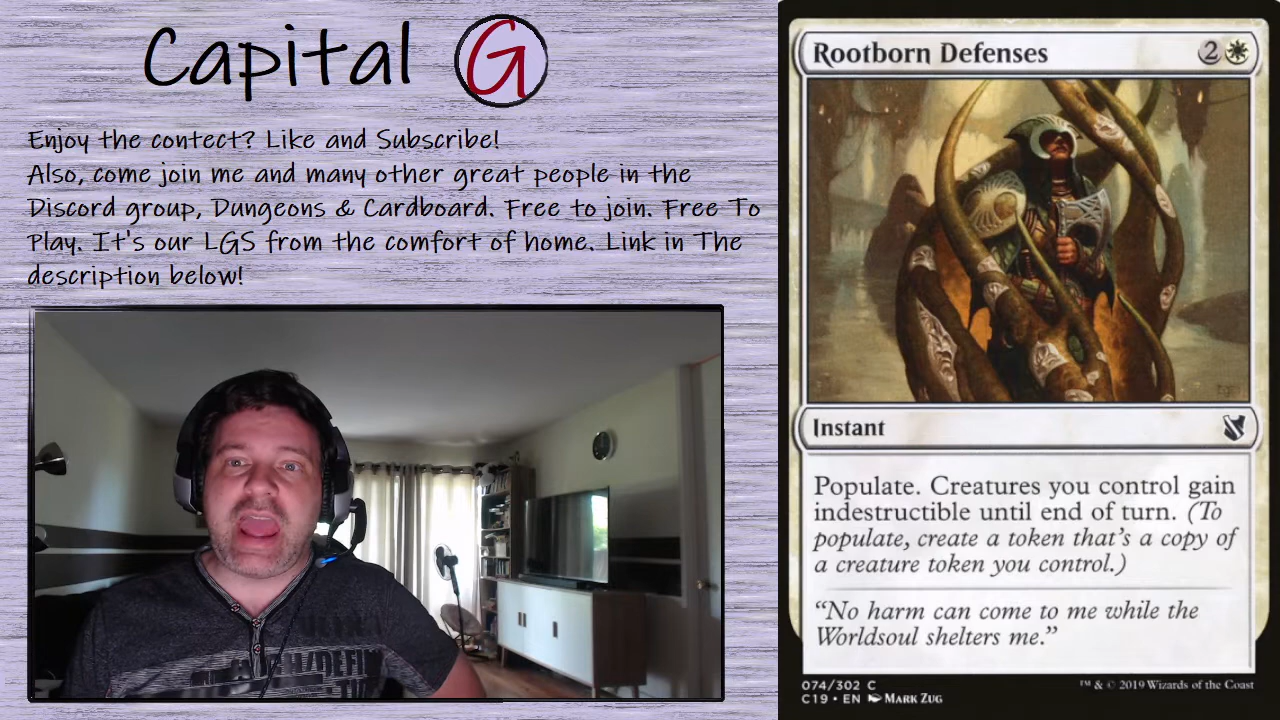 Capital G
Enjoy the contect? Like and Subscribe!
Also, come join me and many other great people in the
Discord group, Dungeons & Cardboard. Free to join. Free To
Play. It's our LGS from the comfort of home. Link in The
description below!
Rootborn Defenses 2
Instant
Populate. Creatures you control gain
indestructible until end of turn. (To
populate, create a token that's a copy of
a creature token you control.)
"No harm can come to me while the
Worldsoul shelters me."
074/302 C
C19 • EN Mark Zug
™ & © 2019 Wizards of the Coast